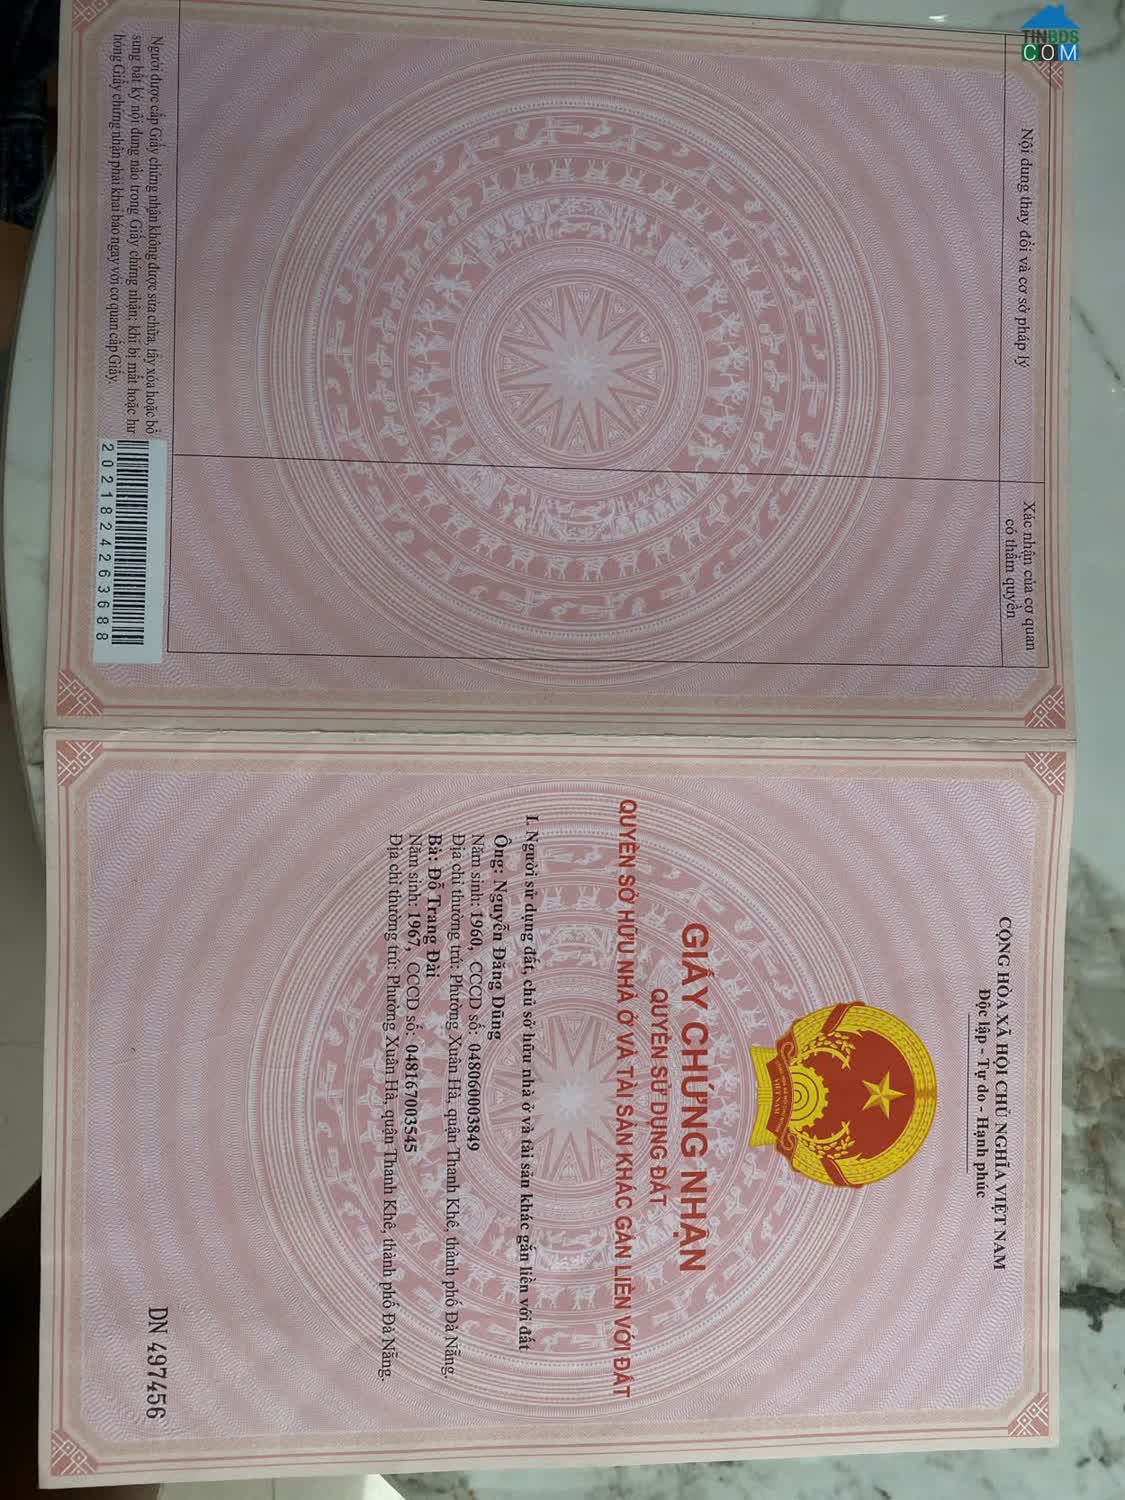 TINBDS
COM
Nội dung thay đổi và cơ sở pháp lý
Xác nhận của cơ quan
có thẩm quyền
Người được cấp Giấy chứng nhận không được sửa chữa, tẩy xóa hoặc bổ
sung bất kỳ nội dung nào trong Giấy chứng nhận; khi bị mất hoặc hư
hỏng Giấy chứng nhận phải khai báo ngay với cơ quan cấp Giấy.
2021824263688
CỘNG HÒA XÃ HỘI CHỦ NGHĨA VIỆT NAM
Độc lập - Tự do - Hạnh phúc
VIỆT NAM
GIẤY CHỨNG NHẬN
QUYỀN SỬ DỤNG ĐẤT
QUYỀN SỞ HỮU NHÀ Ở VÀ TÀI SẢN KHÁC GẮN LIỀN VỚI ĐẤT
I. Người sử dụng đất, chủ sở hữu nhà ở và tài sản khác gắn liền với đất
Ông: Nguyễn Đăng Dũng
Năm sinh: 1960, CCCD số: 048060003849
Địa chỉ thường trú: Phường Xuân Hà, quận Thanh Khê, thành phố Đà Nẵng.
Bà: Đỗ Trang Đài
Năm sinh: 1967, CCCD số: 048167003545
Địa chỉ thường trú: Phường Xuân Hà, quận Thanh Khê, thành phố Đà Nẵng.
DN 497456